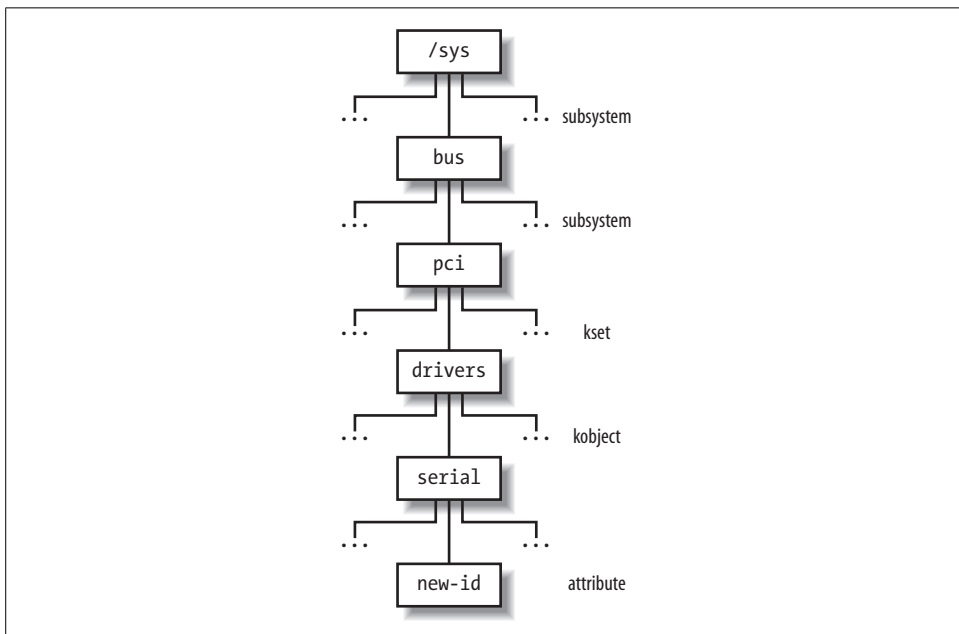 /sys
... ... subsystem
bus
... ... subsystem
pci
... ... kset
drivers
... ... kobject
serial
... ... attribute
new-id